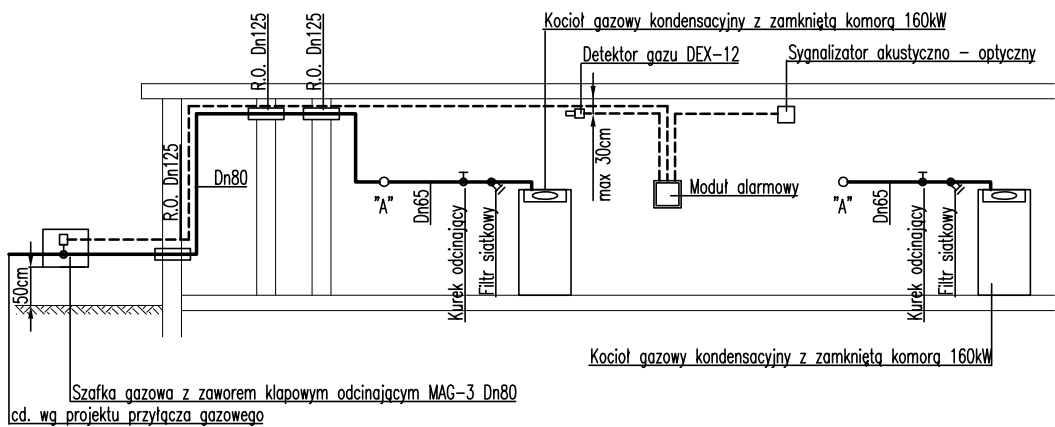 Kocioł gazowy kondensacyjny z zamkniętą komorą 160kW
R.O. Dn125
R.O. Dn125
Detektor gazu DEX-12
Sygnalizator akustyczno - optyczny
max 30cm
R.O. Dn125
Dn80
"A"
Dn65
Kurek odcinający
Filtr siatkowy
Moduł alarmowy
"A"
Dn65
Kurek odcinający
Filtr siatkowy
50cm
Kocioł gazowy kondensacyjny z zamkniętą komorą 160kW
Szafka gazowa z zaworem klapowym odcinającym MAG-3 Dn80
cd. wg projektu przyłącza gazowego